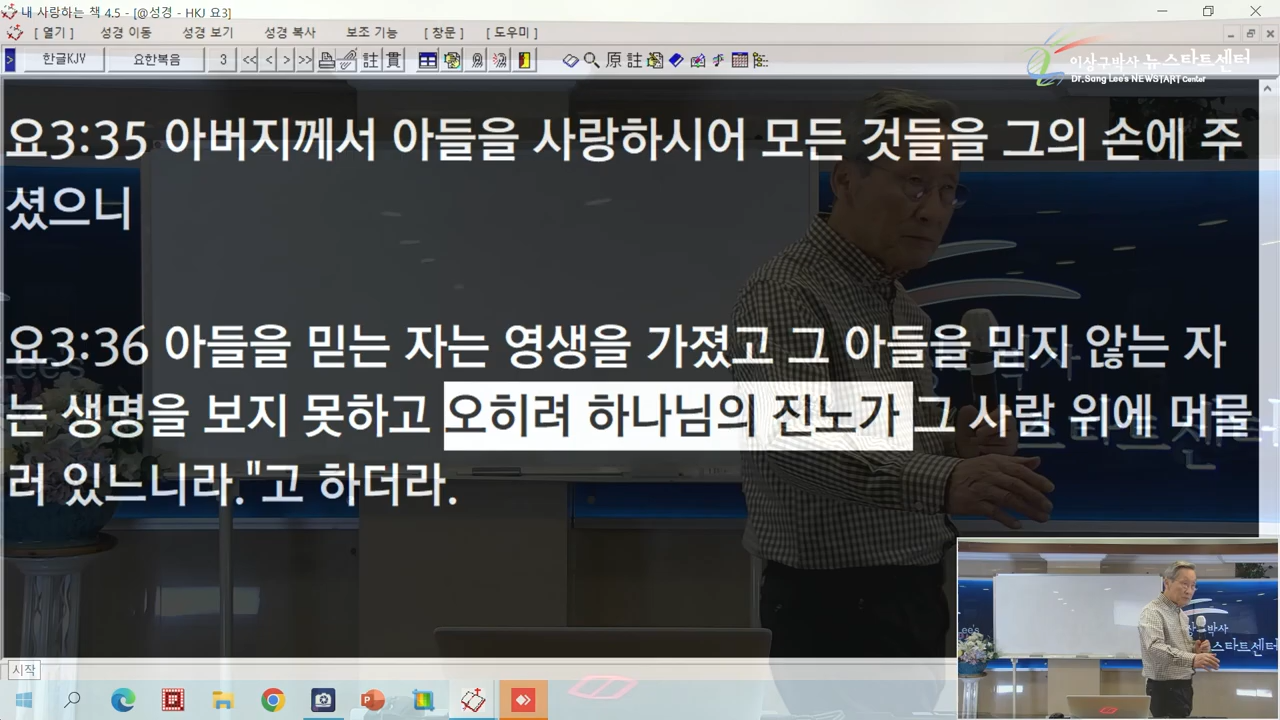 내 사랑하는 책 4.5 - [@성경 - HKJ 요3]
[ 열기 ] 성경 이동 성경 보기 성경 복사 보조 기능 [ 창문 ] [ 도우미 ]
한글KJV 요한복음 3 << < > >> 註 貫 原 註
이상구박사 뉴스타트센터
Dr.Sang Lee's NEWSTART Center
요3:35 아버지께서 아들을 사랑하시어 모든 것들을 그의 손에 주
셨으니
요3:36 아들을 믿는 자는 영생을 가졌고 그 아들을 믿지 않는 자
는 생명을 보지 못하고 오히려 하나님의 진노가 그 사람 위에 머물
러 있느니라."고 하더라.
시작